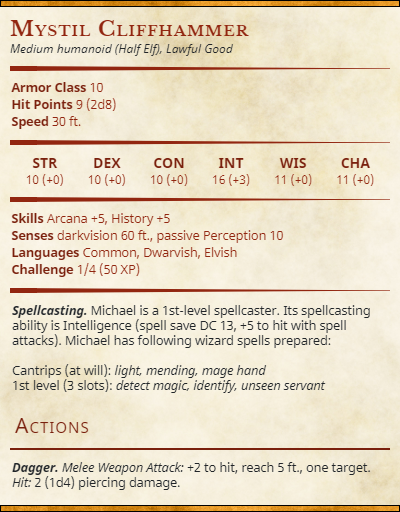 Mystil Cliffhammer
Medium humanoid (Half Elf), Lawful Good
Armor Class 10
Hit Points 9 (2d8)
Speed 30 ft.
STR DEX CON INT WIS CHA
10 (+0) 10 (+0) 10 (+0) 16 (+3) 11 (+0) 11 (+0)
Skills Arcana +5, History +5
Senses darkvision 60 ft., passive Perception 10
Languages Common, Dwarvish, Elvish
Challenge 1/4 (50 XP)
Spellcasting. Michael is a 1st-level spellcaster. Its spellcasting
ability is Intelligence (spell save DC 13, +5 to hit with spell
attacks). Michael has following wizard spells prepared:
Cantrips (at will): light, mending, mage hand
1st level (3 slots): detect magic, identify, unseen servant
Actions
Dagger. Melee Weapon Attack: +2 to hit, reach 5 ft., one target.
Hit: 2 (1d4) piercing damage.